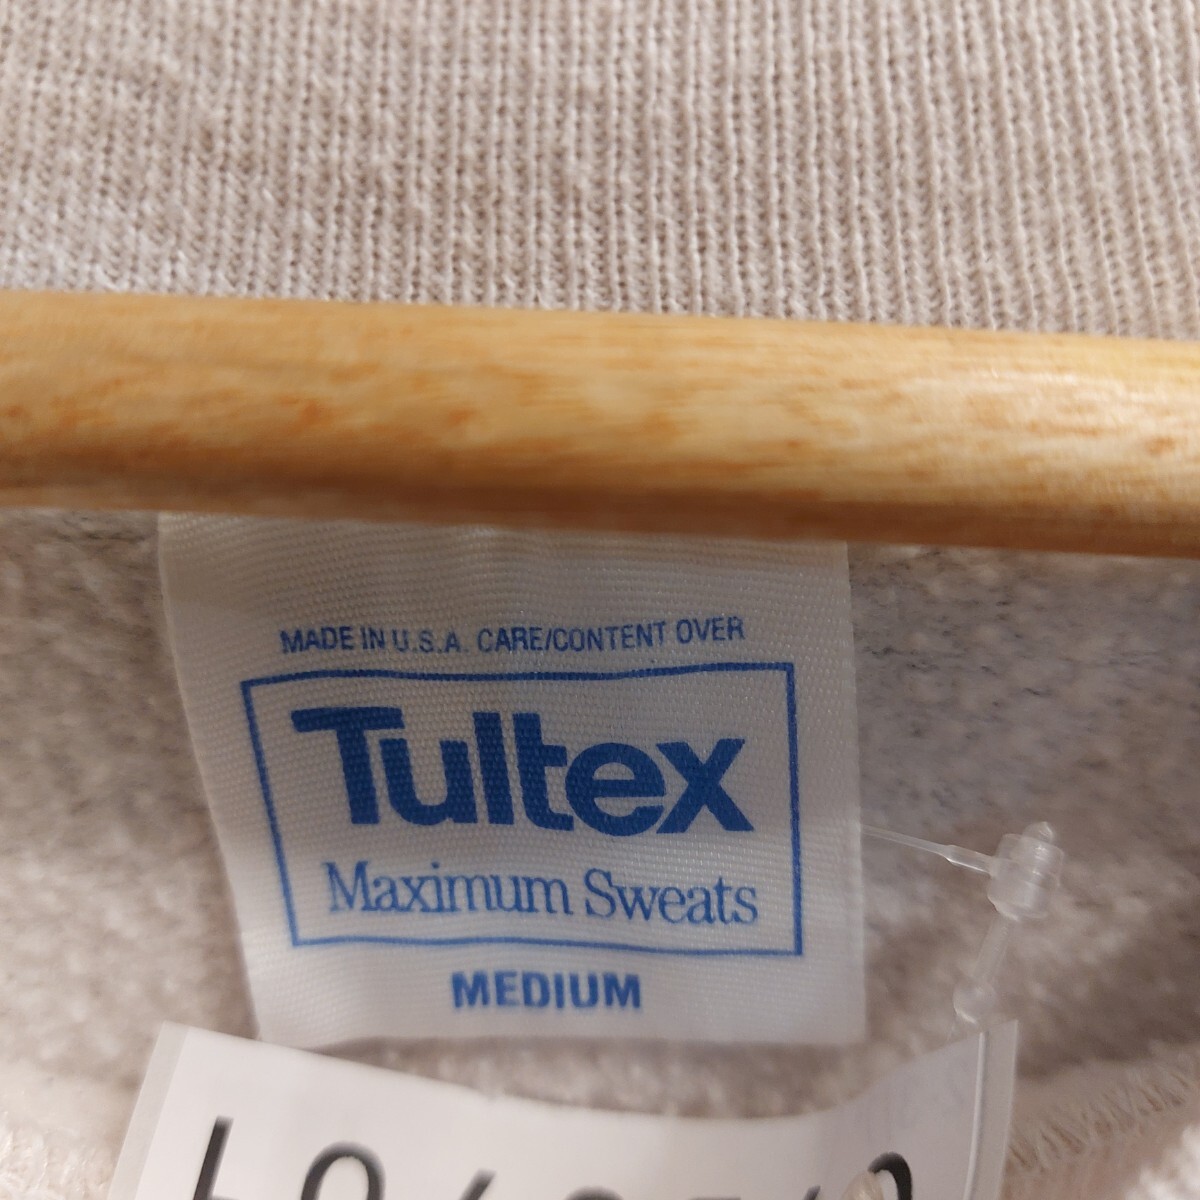 MADE IN U.S.A. CARE/CONTENT OVER
Tultex
Maximum Sweats
MEDIUM